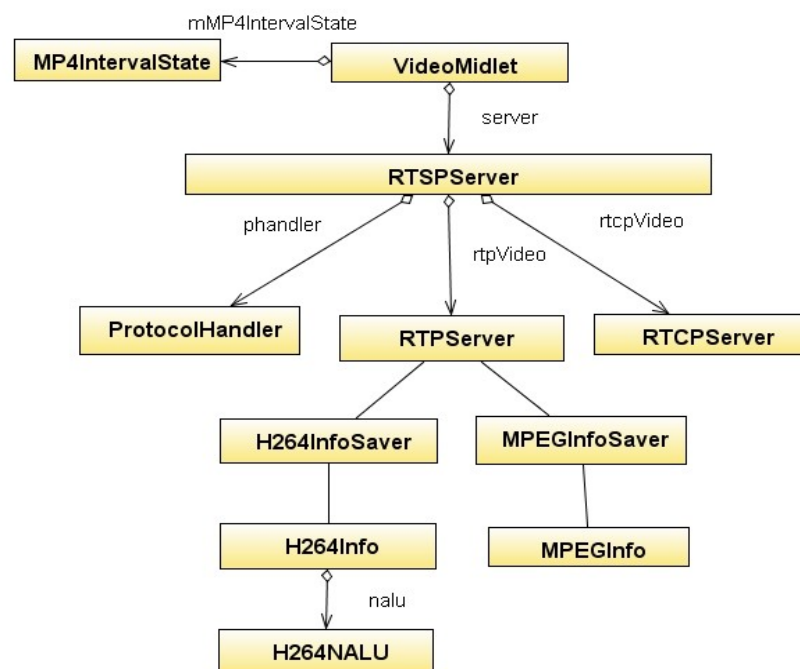 mMP4IntervalState
MP4IntervalState
VideoMidlet
server
RTSPServer
phandler
rtpVideo
rtcpVideo
ProtocolHandler
RTPServer
RTCPServer
H264InfoSaver
MPEGInfoSaver
H264Info
MPEGInfo
nalu
H264NALU